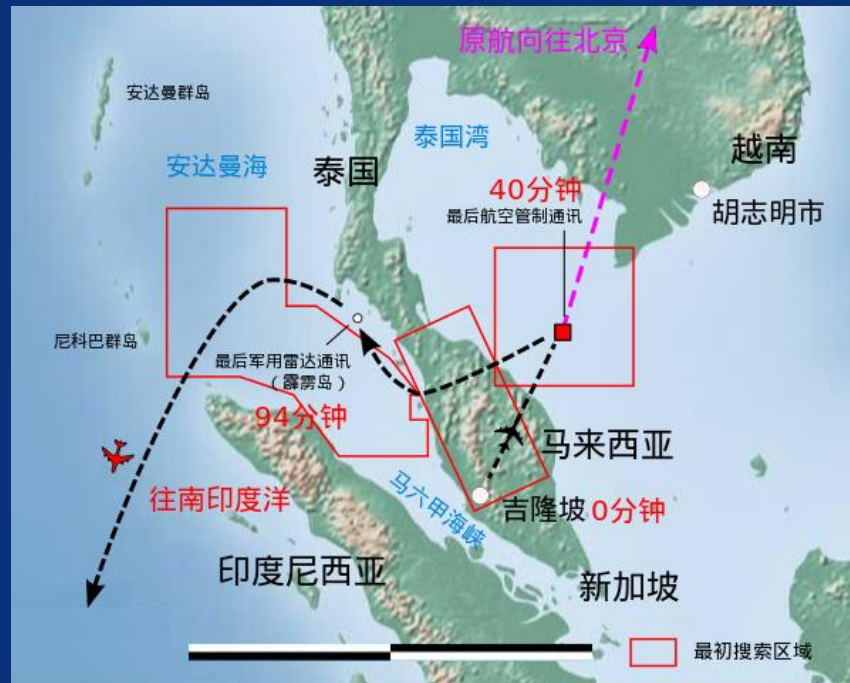 原航向往北京
安达曼群岛
泰国湾
越南
安达曼海
泰国
40分钟
最后航空管制通讯
胡志明市
尼科巴群岛
最后军用雷达通讯
（霹雳岛）
94分钟
马来西亚
往南印度洋
马六甲海峡
吉隆坡 0分钟
印度尼西亚
新加坡
最初搜索区域